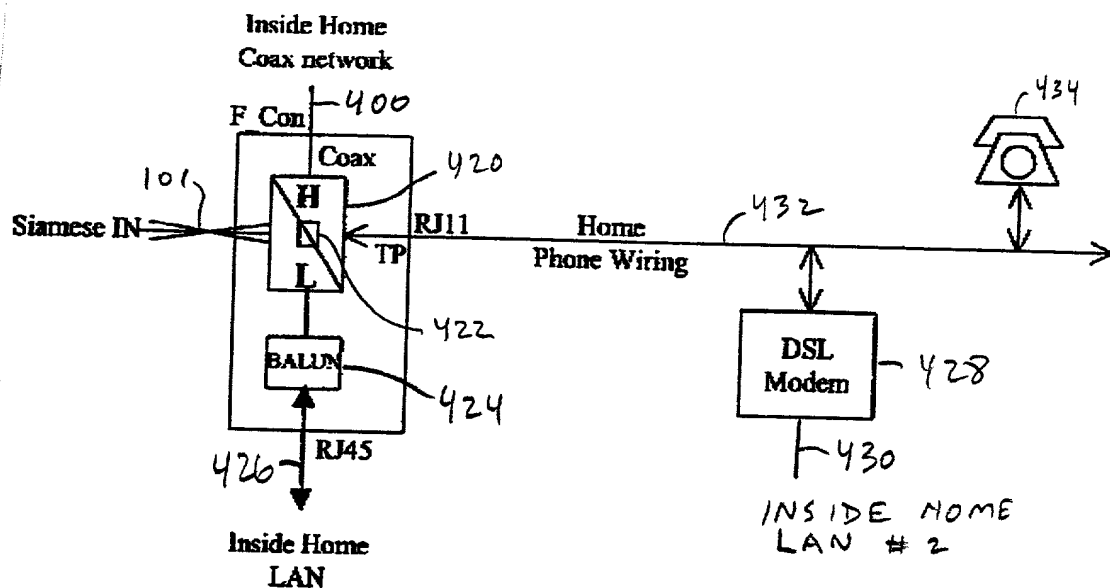 Inside Home
Coax network
400
F_Con
Coax
420
101
H
Siamese IN
RJ11
TP
Home
Phone Wiring
432
434
L
422
BALUN
424
DSL
Modem
428
RJ45
426
430
Inside Home
LAN
INSIDE HOME
LAN # 2